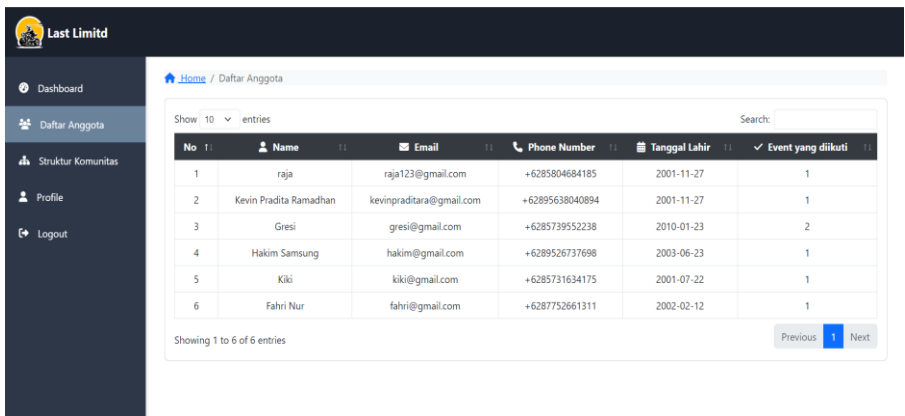 Last Limitd
Dashboard
Daftar Anggota
Struktur Komunitas
Profile
Logout
Home / Daftar Anggota
Show 10 entries
Search:
No Name Email Phone Number Tanggal Lahir Event yang diikuti
1 raja raja123@gmail.com +6285804684185 2001-11-27 1
2 Kevin Pradita Ramadhan kevinpraditara@gmail.com +62895638040894 2001-11-27 1
3 Gresi gresi@gmail.com +6285739552238 2010-01-23 2
4 Hakim Samsung hakim@gmail.com +6289526737698 2003-06-23 1
5 Kiki kiki@gmail.com +6285731634175 2001-07-22 1
6 Fahri Nur fahri@gmail.com +6287752661311 2002-02-12 1
Showing 1 to 6 of 6 entries
Previous 1 Next